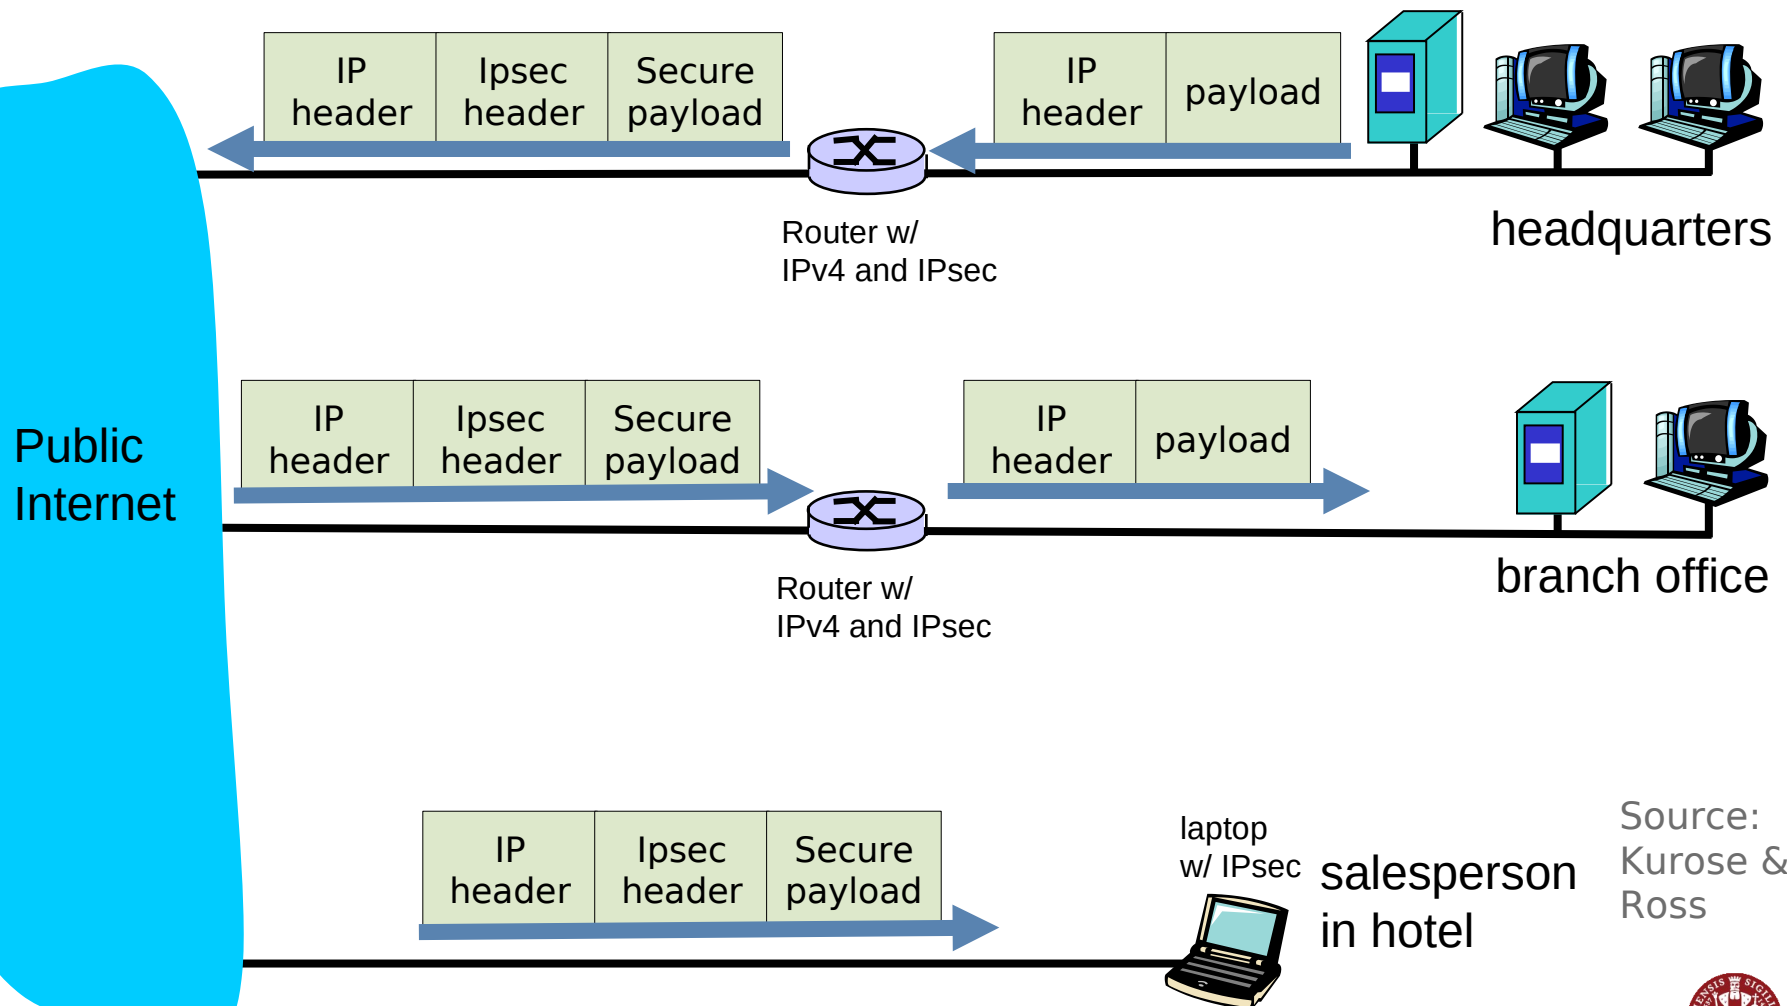 IP
header
Ipsec
header
Secure
payload
IP
header
payload
Router w/
IPv4 and IPsec
headquarters
Public
Internet
IP
header
Ipsec
header
Secure
payload
IP
header
payload
Router w/
IPv4 and IPsec
branch office
IP
header
Ipsec
header
Secure
payload
laptop
w/ IPsec
salesperson
in hotel
Source:
Kurose &
Ross